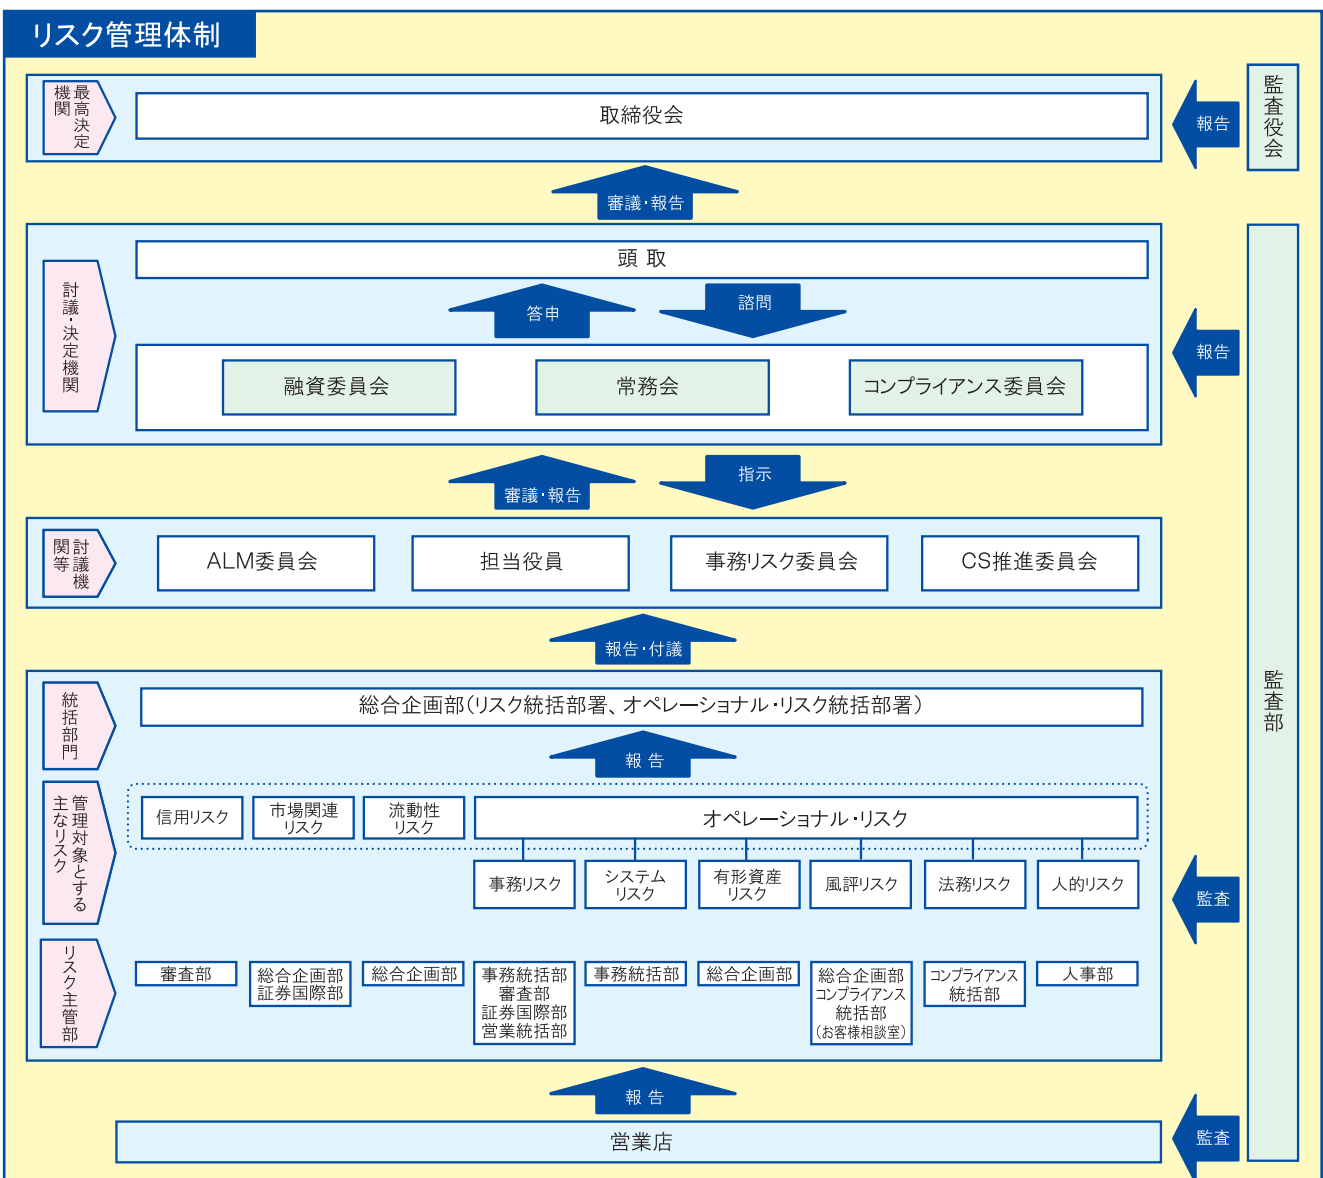 リスク管理体制
最高決定
機関
取締役会
報告
監査役会
審議・報告
討議・決定機関
頭 取
答申
諮問
融資委員会
常務会
コンプライアンス委員会
報告
審議・報告
指示
討議機
関等
ALM委員会
担当役員
事務リスク委員会
CS推進委員会
報告・付議
監査部
統括部門
総合企画部（リスク統括部署、オペレーショナル・リスク統括部署）
報 告
管理対象とする
主なリスク
信用リスク
市場関連
リスク
流動性
リスク
オペレーショナル・リスク
事務リスク
システム
リスク
有形資産
リスク
風評リスク
法務リスク
人的リスク
監査
リスク主管部
審査部
総合企画部
証券国際部
総合企画部
事務統括部
審査部
証券国際部
営業統括部
事務統括部
総合企画部
総合企画部
コンプライアンス
統括部
（お客様相談室）
コンプライアンス
統括部
人事部
報 告
営業店
監査